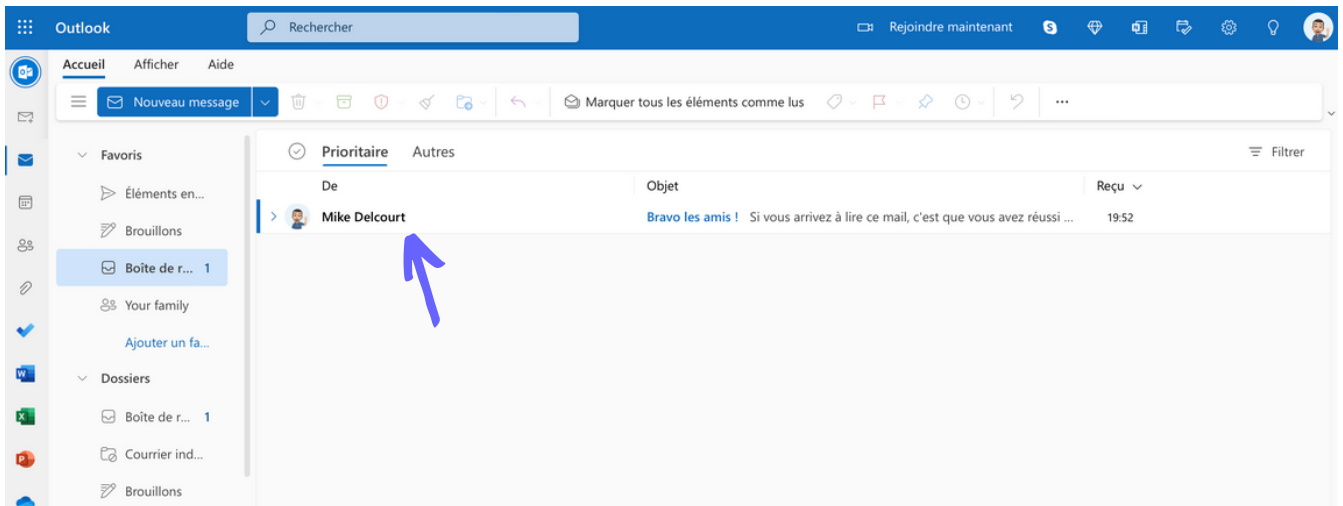 Outlook
Rechercher
Rejoindre maintenant
Accueil Afficher Aide
Nouveau message
Marquer tous les éléments comme lus
Favoris
Éléments en...
Brouillons
Boîte de r... 1
Your family
Ajouter un fa...
Dossiers
Boîte de r... 1
Courrier ind...
Brouillons
Prioritaire Autres
Filtrer
De Objet Reçu
Mike Delcourt Bravo les amis ! Si vous arrivez à lire ce mail, c'est que vous avez réussi ... 19:52